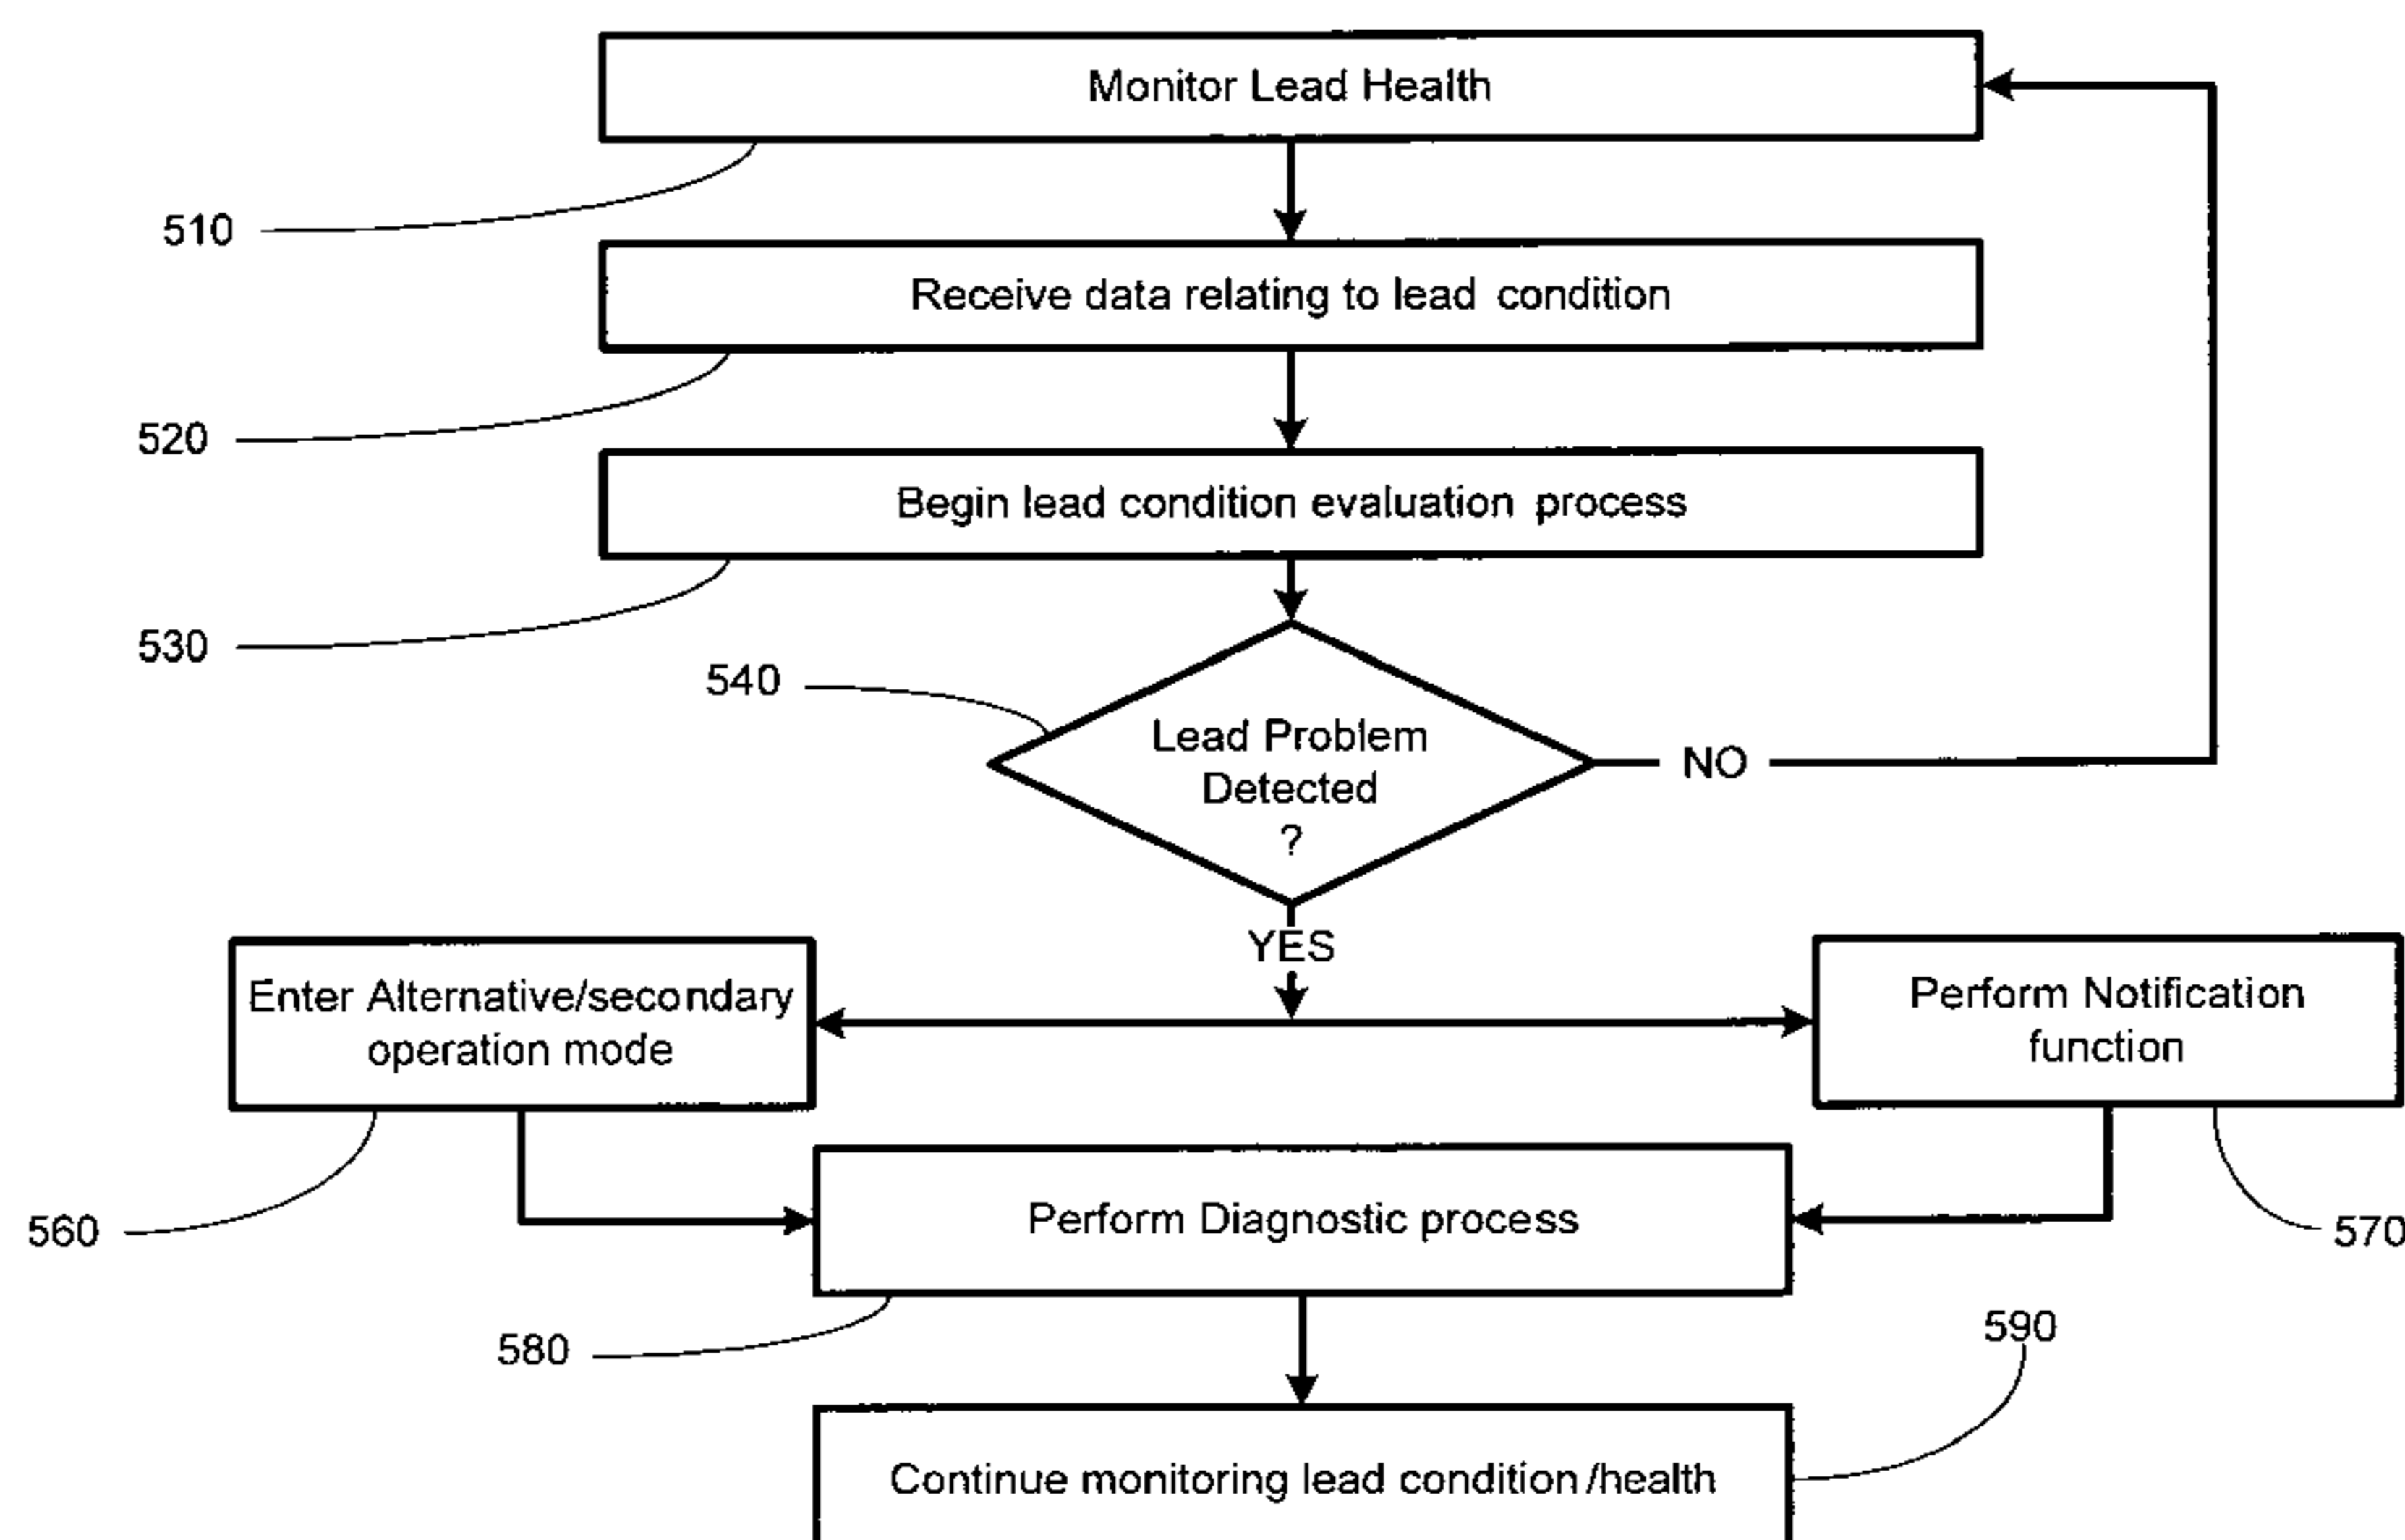 Monitor Lead Health
510
Receive data relating to lead condition
520
Begin lead condition evaluation process
530
540
Lead Problem
Detected
?
NO
YES
Enter Alternative/secondary
operation mode
Perform Notification
function
560
Perform Diagnostic process
570
580
590
Continue monitoring lead condition/health